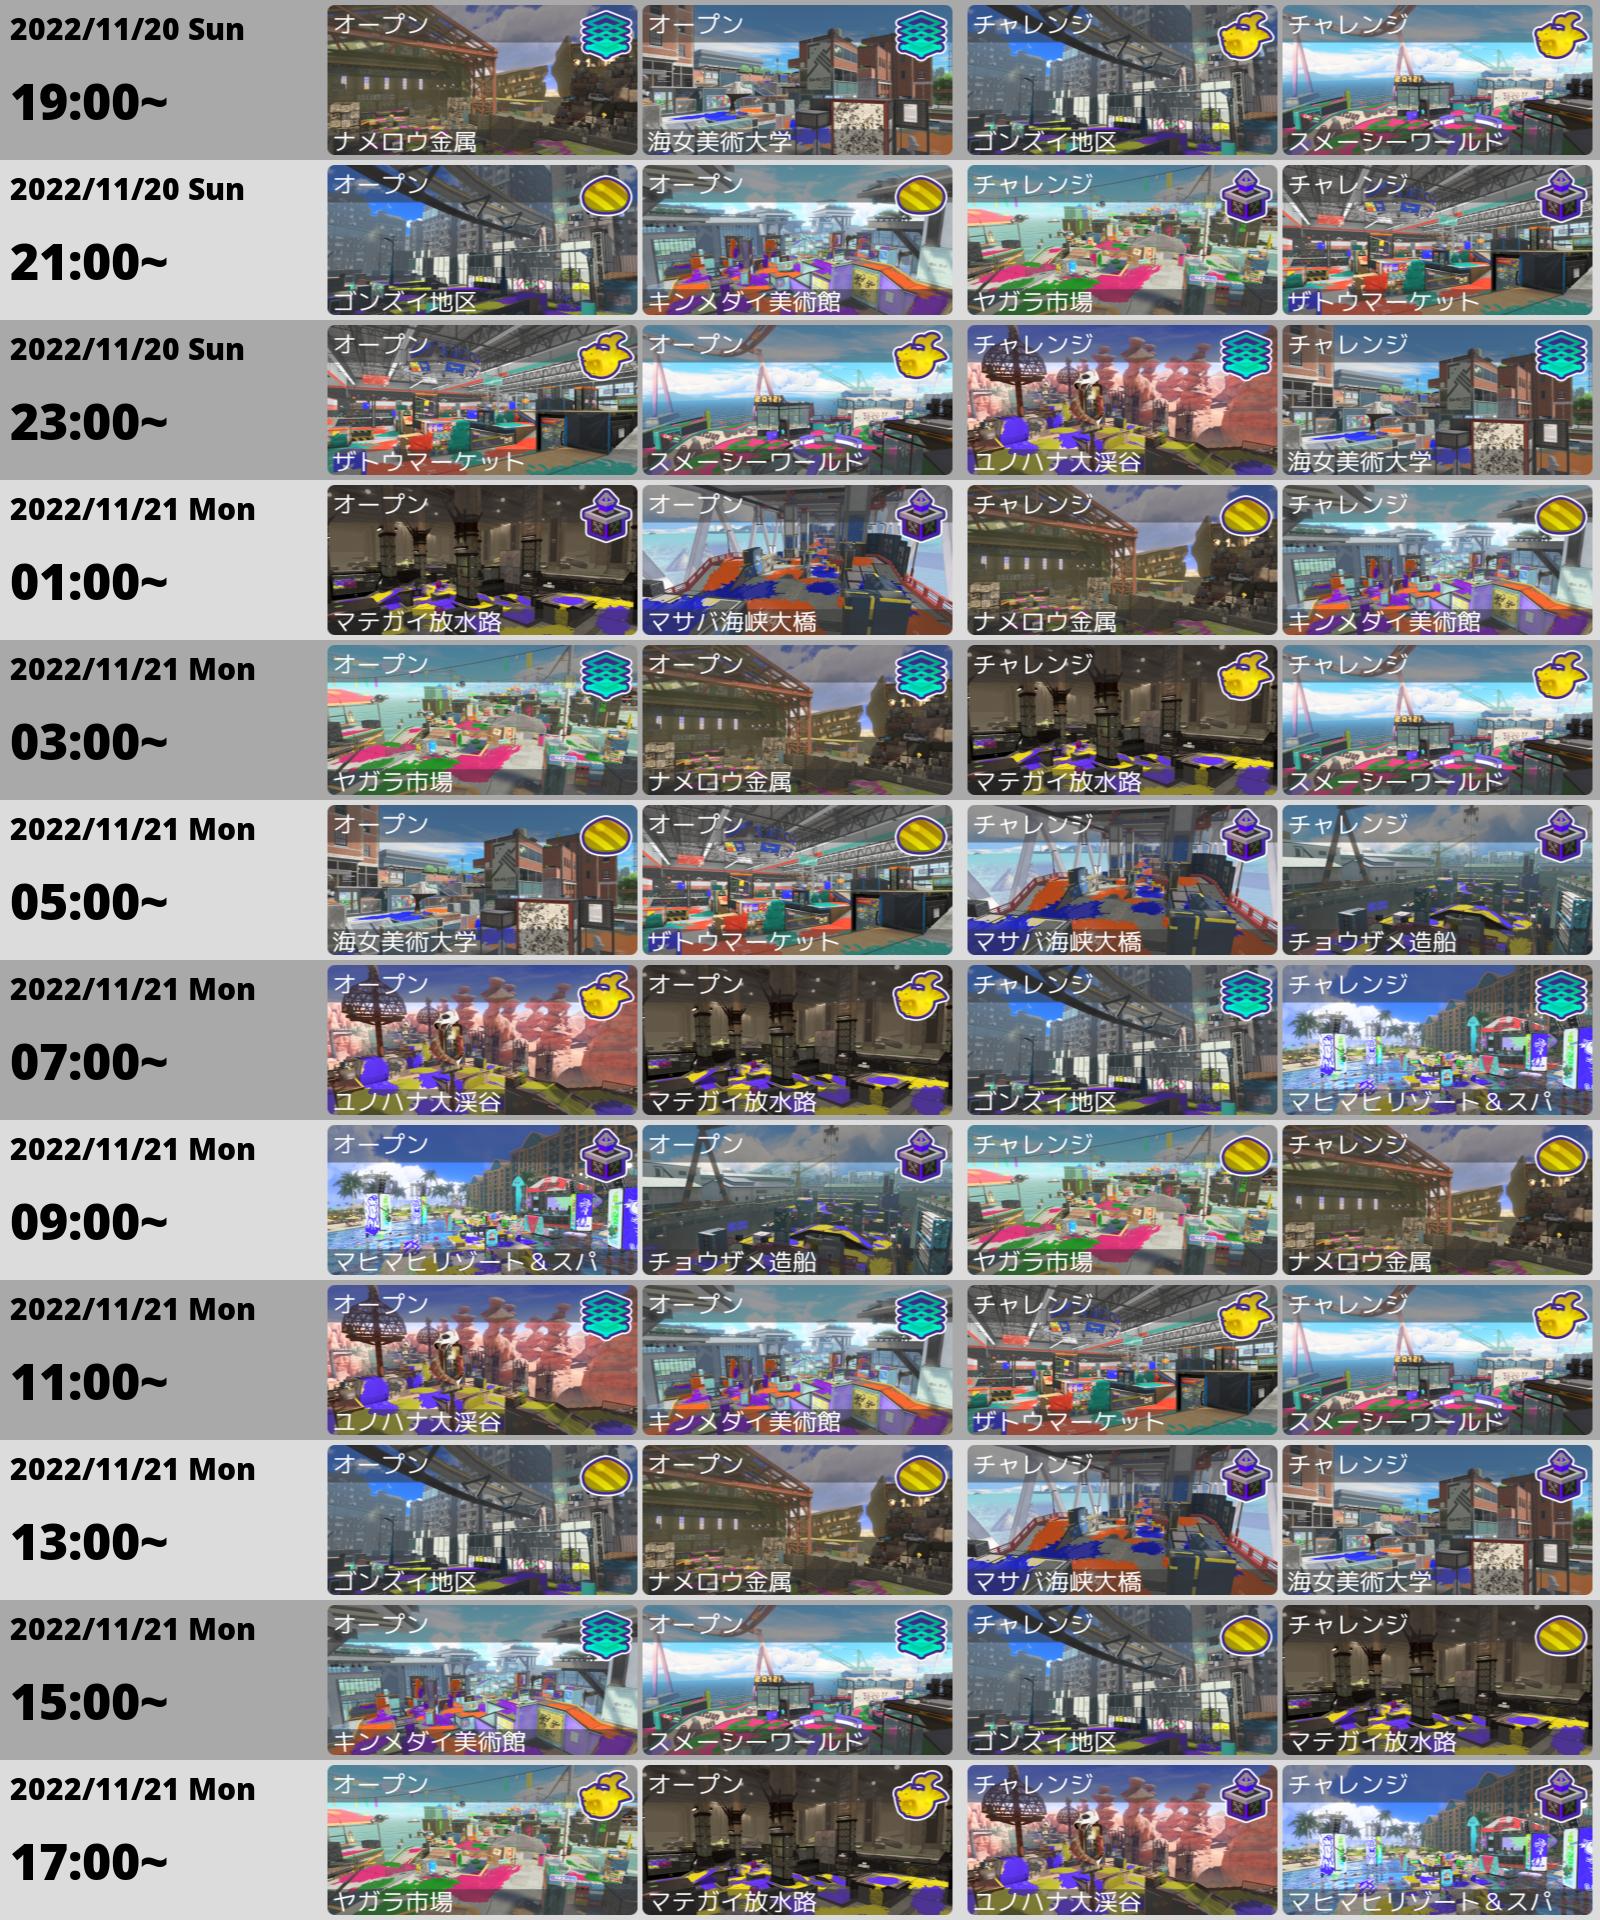 2022/11/20 Sun
19:00~
オープン
ナメロウ金属
オープン
海女美術大学
チャレンジ
ゴンズイ地区
チャレンジ
スメーシーワールド
2022/11/20 Sun
21:00~
オープン
ゴンズイ地区
オープン
キンメダイ美術館
チャレンジ
ヤガラ市場
チャレンジ
ザトウマーケット
2022/11/20 Sun
23:00~
オープン
ザトウマーケット
オープン
スメーシーワールド
チャレンジ
ユノハナ大渓谷
チャレンジ
海女美術大学
2022/11/21 Mon
01:00~
オープン
マテガイ放水路
オープン
マサバ海峡大橋
チャレンジ
ナメロウ金属
チャレンジ
キンメダイ美術館
2022/11/21 Mon
03:00~
オープン
ヤガラ市場
オープン
ナメロウ金属
チャレンジ
マテガイ放水路
チャレンジ
スメーシーワールド
2022/11/21 Mon
05:00~
オープン
海女美術大学
オープン
ザトウマーケット
チャレンジ
マサバ海峡大橋
チャレンジ
チョウザメ造船
2022/11/21 Mon
07:00~
オープン
ユノハナ大渓谷
オープン
マテガイ放水路
チャレンジ
ゴンズイ地区
チャレンジ
マヒマヒリゾート&スパ
2022/11/21 Mon
09:00~
オープン
マヒマヒリゾート&スパ
オープン
チョウザメ造船
チャレンジ
ヤガラ市場
チャレンジ
ナメロウ金属
2022/11/21 Mon
11:00~
オープン
ユノハナ大渓谷
オープン
キンメダイ美術館
チャレンジ
ザトウマーケット
チャレンジ
スメーシーワールド
2022/11/21 Mon
13:00~
オープン
ゴンズイ地区
オープン
ナメロウ金属
チャレンジ
マサバ海峡大橋
チャレンジ
海女美術大学
2022/11/21 Mon
15:00~
オープン
キンメダイ美術館
オープン
スメーシーワールド
チャレンジ
ゴンズイ地区
チャレンジ
マテガイ放水路
2022/11/21 Mon
17:00~
オープン
ヤガラ市場
オープン
マテガイ放水路
チャレンジ
ユノハナ大渓谷
チャレンジ
マヒマヒリゾート&スパ